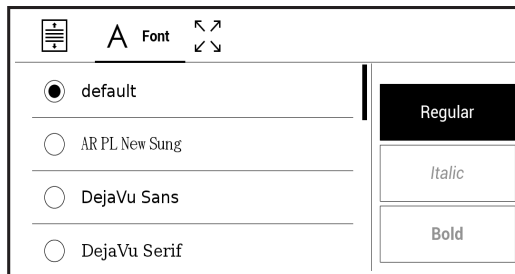 A Font
default
AR PL New Sung
DejaVu Sans
DejaVu Serif
Regular
Italic
Bold